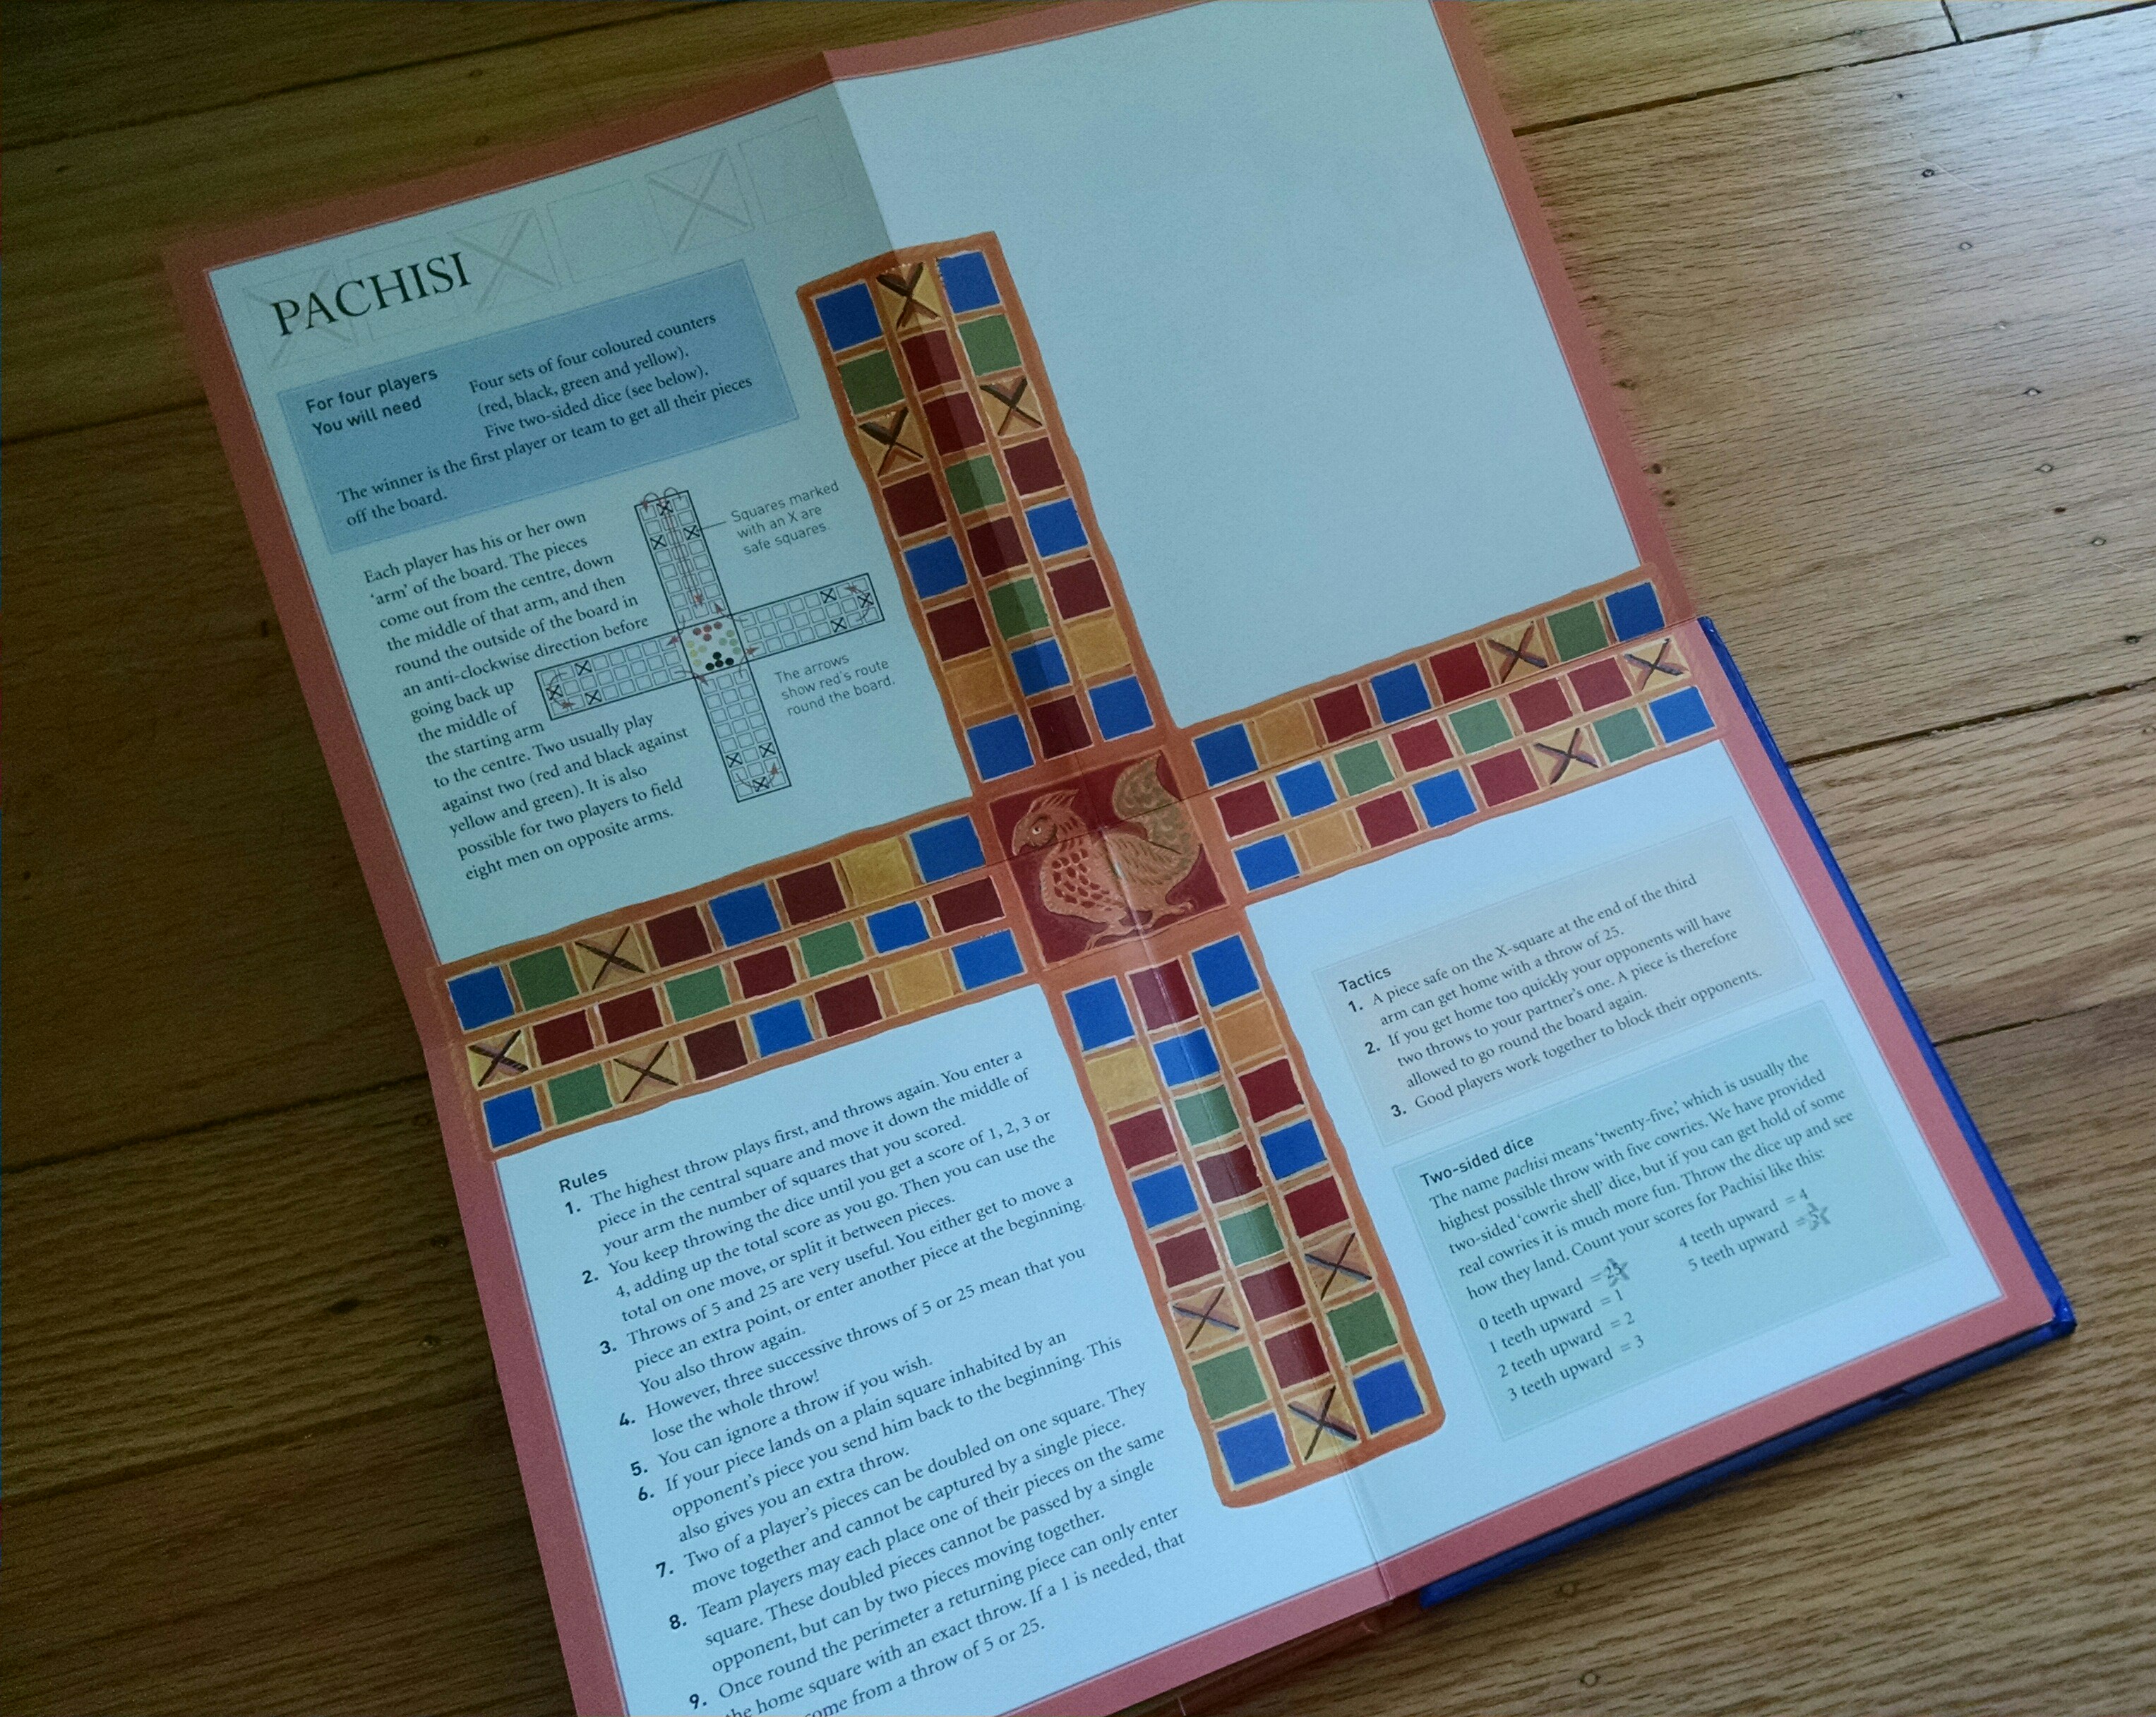 PACHISI
For four players
You will need
Four sets of four coloured counters
(red, black, green and yellow).
Five two-sided dice (see below).
The winner is the first player or team to get all their pieces
off the board.
Each player has his or her own
'arm' of the board. The pieces
come out from the centre, down
the middle of that arm, and then
round the outside of the board in
an anti-clockwise direction before
going back up
the middle of
the starting arm
to the centre. Two usually play
against two (red and black against
yellow and green). It is also
possible for two players to field
eight men on opposite arms.
Squares marked
with an X are
safe squares.
The arrows
show red's route
round the board.
Rules
1. The highest throw plays first, and throws again. You enter a
piece in the central square and move it down the middle of
your arm the number of squares that you scored.
2. You keep throwing the dice until you get a score of 1, 2, 3 or
4, adding up the total score as you go. Then you can use the
total on one move, or split it between pieces.
3. Throws of 5 and 25 are very useful. You either get to move a
piece an extra point, or enter another piece at the beginning.
You also throw again.
4. However, three successive throws of 5 or 25 mean that you
lose the whole throw!
5. You can ignore a throw if you wish.
6. If your piece lands on a plain square inhabited by an
opponent's piece you send him back to the beginning. This
also gives you an extra throw.
7. Two of a player's pieces can be doubled on one square. They
move together and cannot be captured by a single piece.
8. Team players may each place one of their pieces on the same
square. These doubled pieces cannot be passed by a single
opponent, but can by two pieces moving together.
9. Once round the perimeter a returning piece can only enter
the home square with an exact throw. If a 1 is needed, that
come from a throw of 5 or 25.
Tactics
1. A piece safe on the X-square at the end of the third
arm can get home with a throw of 25.
2. If you get home too quickly your opponents will have
two throws to your partner's one. A piece is therefore
allowed to go round the board again.
3. Good players work together to block their opponents.
Two-sided dice
The name pachisi means 'twenty-five,' which is usually the
highest possible throw with five cowries. We have provided
two-sided 'cowrie shell' dice, but if you can get hold of some
real cowries it is much more fun. Throw the dice up and see
how they land. Count your scores for Pachisi like this:
0 teeth upward = 25
1 teeth upward = 1
2 teeth upward = 2
3 teeth upward = 3
4 teeth upward = 4
5 teeth upward = 5